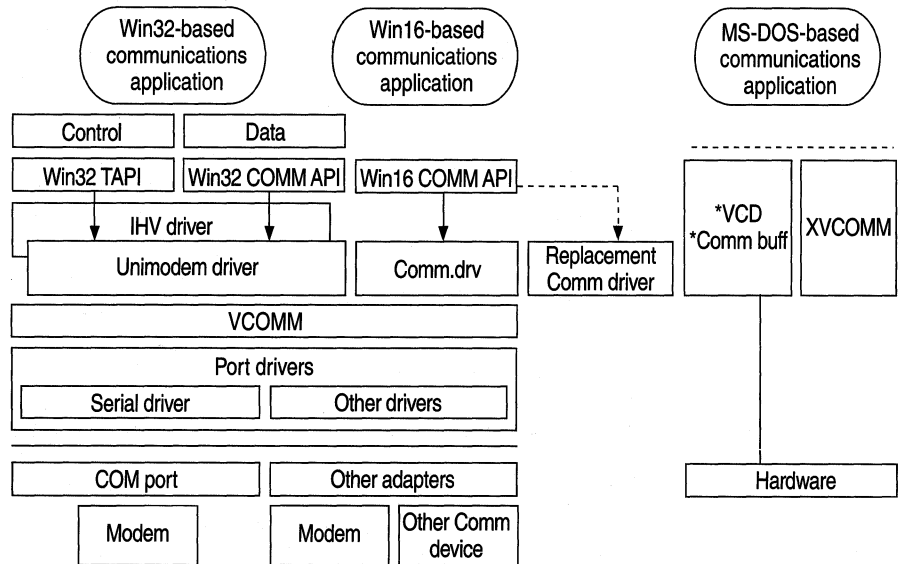 Win32-based
communications
application
Win16-based
communications
application
MS-DOS-based
communications
application
Control
Data
Win32 TAPI
Win32 COMM API
Win16 COMM API
IHV driver
Unimodem driver
Comm.drv
Replacement
Comm driver
*VCD
*Comm buff
XVCOMM
VCOMM
Port drivers
Serial driver
Other drivers
COM port
Other adapters
Hardware
Modem
Modem
Other Comm
device